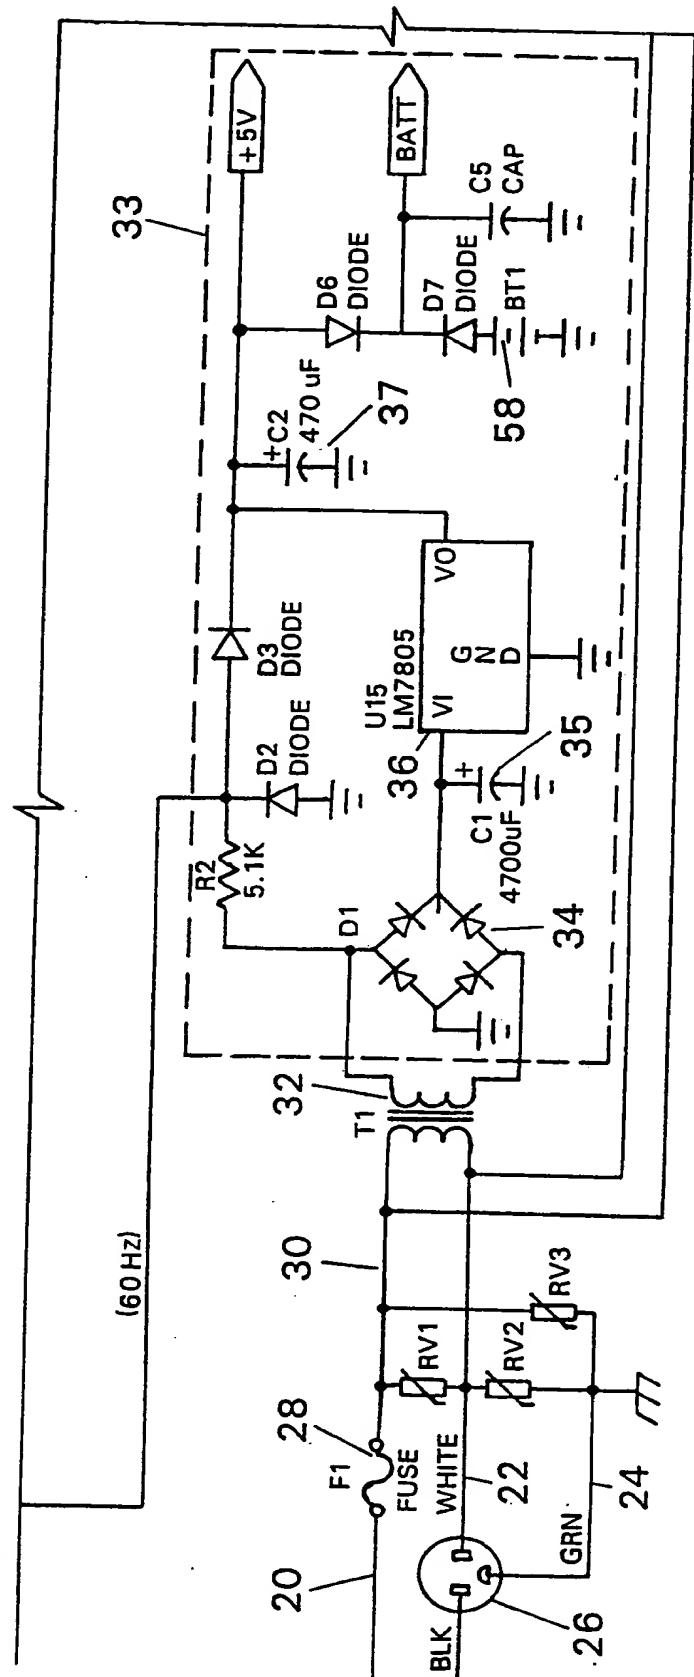 33
+5V
BATT
D6
DIODE
C5
CAP
D7
DIODE
BT1
58
+C2
470 uF
37
D3
DIODE
D2
DIODE
R2
5.1K
U15
LM7805
VI
VO
G
N
D
36
+
35
C1
4700uF
D1
34
32
T1
(60 Hz)
30
RV1
RV2
RV3
28
F1
FUSE
WHITE
22
24
GRN
20
BLK
26